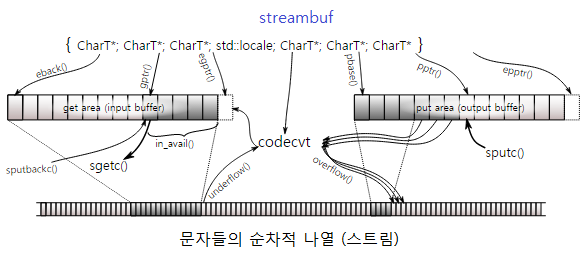 streambuf
{ CharT*; CharT*; CharT*; std::locale; CharT*; CharT*; CharT* }
eback()
gptr()
egptr()
pbase()
pptr()
epptr()
get area (input buffer)
put area (output buffer)
in_avail()
codecvt
sputbackc()
sgetc()
sputc()
underflow()
overflow()
문자들의 순차적 나열 (스트림)